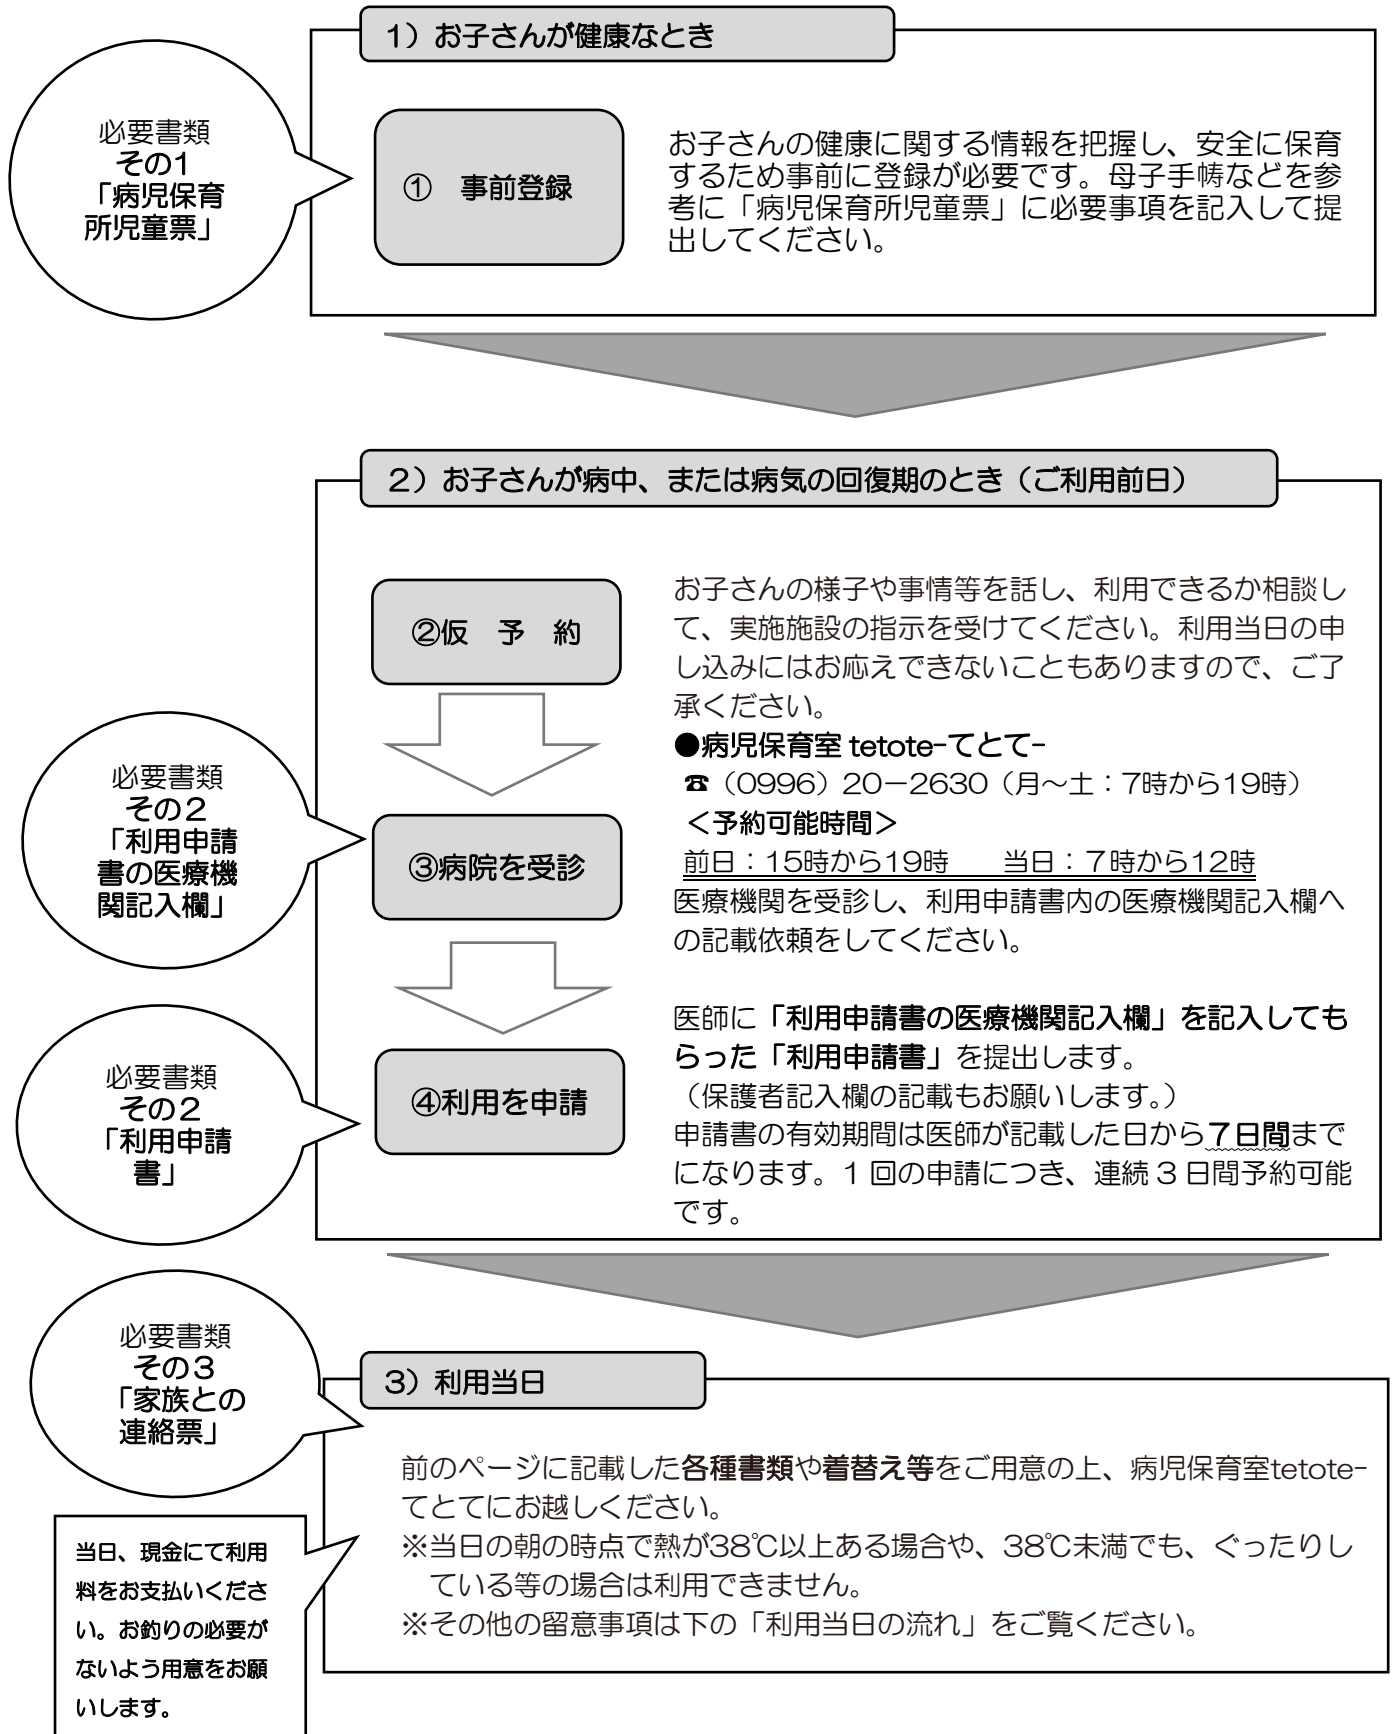 1）お子さんが健康なとき
必要書類
その1
「病児保育
所児童票」
① 事前登録
お子さんの健康に関する情報を把握し、安全に保育
するため事前に登録が必要です。母子手帳などを参
考に「病児保育所児童票」に必要事項を記入して提
出してください。
2）お子さんが病中、または病気の回復期のとき（ご利用前日）
②仮 予 約
お子さんの様子や事情等を話し、利用できるか相談し
て、実施施設の指示を受けてください。利用当日の申
し込みにはお応えできないこともありますので、ご了
承ください。
●病児保育室 tetote-てとて-
☎（0996）20－2630（月～土：7時から19時）
＜予約可能時間＞
前日：15時から19時 当日：7時から12時
必要書類
その2
「利用申請
書の医療機
関記入欄」
③病院を受診
医療機関を受診し、利用申請書内の医療機関記入欄へ
の記載依頼をしてください。
必要書類
その2
「利用申請
書」
④利用を申請
医師に「利用申請書の医療機関記入欄」を記入しても
らった「利用申請書」を提出します。
（保護者記入欄の記載もお願いします。）
申請書の有効期間は医師が記載した日から7日間まで
になります。1回の申請につき、連続3日間予約可能
です。
必要書類
その3
「家族との
連絡票」
3）利用当日
前のページに記載した各種書類や着替え等をご用意の上、病児保育室tetote-
てとてにお越しください。
※当日の朝の時点で熱が38℃以上ある場合や、38℃未満でも、ぐったりし
ている等の場合は利用できません。
※その他の留意事項は下の「利用当日の流れ」をご覧ください。
当日、現金にて利用
料をお支払いくださ
い。お釣りの必要が
ないよう用意をお願
いします。